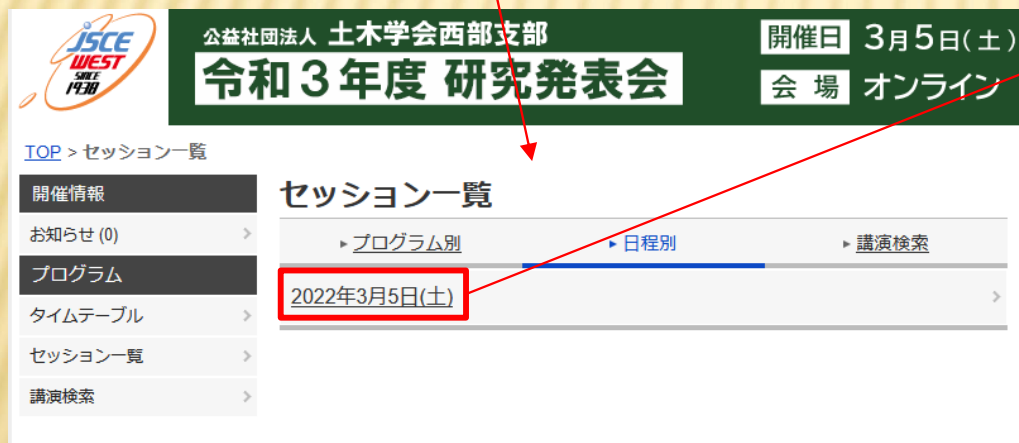 JSCE
WEST
SINCE
1938
公益社団法人 土木学会西部支部
令和3年度 研究発表会
開催日 3月5日(土)
会場 オンライン
TOP > セッション一覧
開催情報
お知らせ (0)
プログラム
タイムテーブル
セッション一覧
講演検索
セッション一覧
プログラム別 日程別 講演検索
2022年3月5日(土)